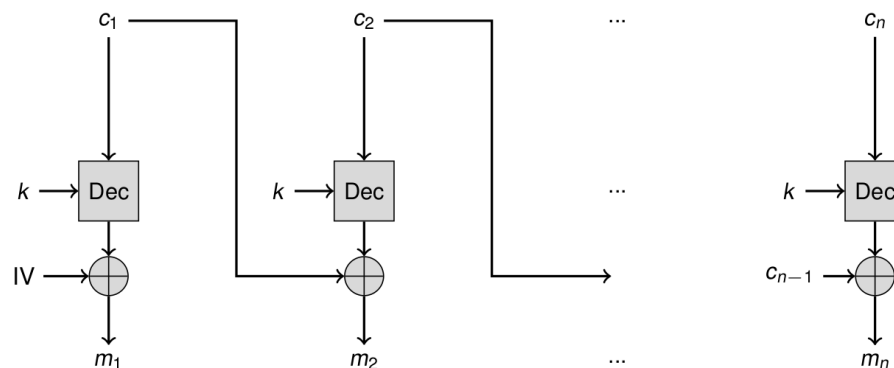 c₁ c₂ ... cₙ
k Dec k Dec ... k Dec
IV cₙ₋₁
m₁ m₂ ... mₙ